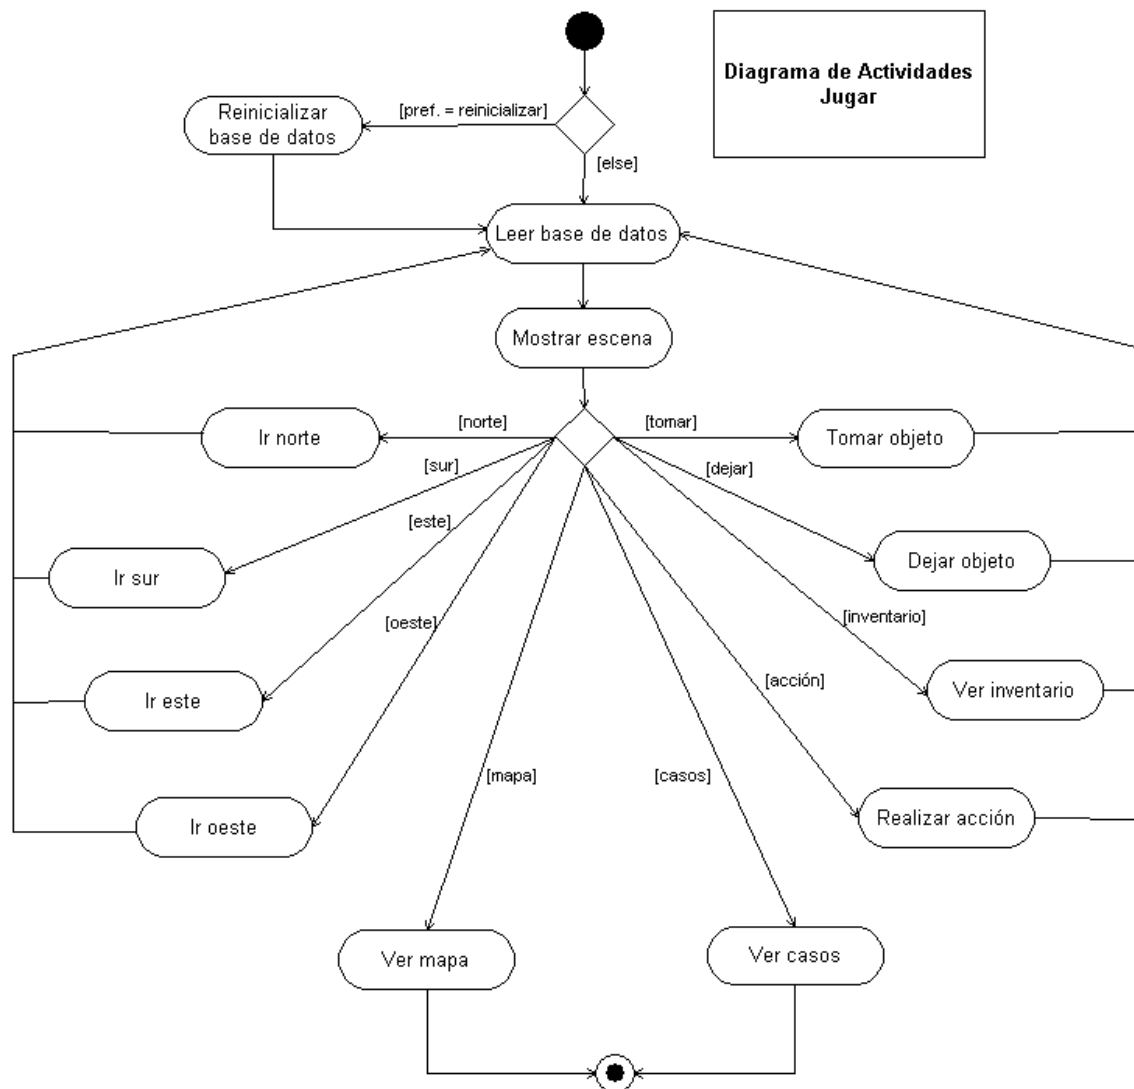 Diagrama de Actividades
Jugar
Reinicializar
base de datos
[pref. = reinicializar]
[else]
Leer base de datos
Mostrar escena
Ir norte
[norte]
[tomar]
Tomar objeto
[sur]
[dejar]
[este]
Ir sur
Dejar objeto
[oeste]
[inventario]
Ir este
[acción]
Ver inventario
[mapa]
[casos]
Ir oeste
Realizar acción
Ver mapa
Ver casos